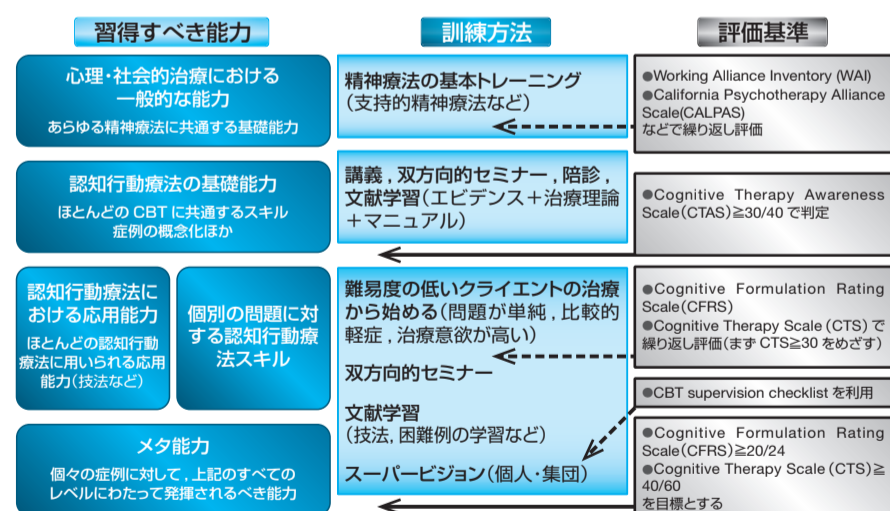 習得すべき能力
訓練方法
評価基準
心理・社会的治療における
一般的な能力
あらゆる精神療法に共通する基礎能力
精神療法の基本トレーニング
(支持的精神療法など)
●Working Alliance Inventory (WAI)
●California Psychotherapy Alliance
Scale(CALPAS)
などで繰り返し評価
認知行動療法の基礎能力
ほとんどの CBT に共通するスキル
症例の概念化ほか
講義，双方向的セミナー，陪診，
文献学習(エビデンス＋治療理論
＋マニュアル)
●Cognitive Therapy Awareness
Scale(CTAS)≧30/40 で判定
認知行動療法に
おける応用能力
ほとんどの認知行動
療法に用いられる応用
能力(技法など)
個別の問題に対
する認知行動療
法スキル
難易度の低いクライエントの治療
から始める(問題が単純，比較的
軽症，治療意欲が高い)
双方向的セミナー
文献学習
(技法，困難例の学習など)
スーパービジョン(個人・集団)
●Cognitive Formulation Rating
Scale(CFRS)
●Cognitive Therapy Scale (CTS) で
繰り返し評価(まず CTS≧30 をめざす)
●CBT supervision checklist を利用
メタ能力
個々の症例に対して，上記のすべての
レベルにわたって発揮されるべき能力
●Cognitive Formulation Rating
Scale(CFRS)≧20/24
●Cognitive Therapy Scale (CTS)≧
40/60
を目標とする